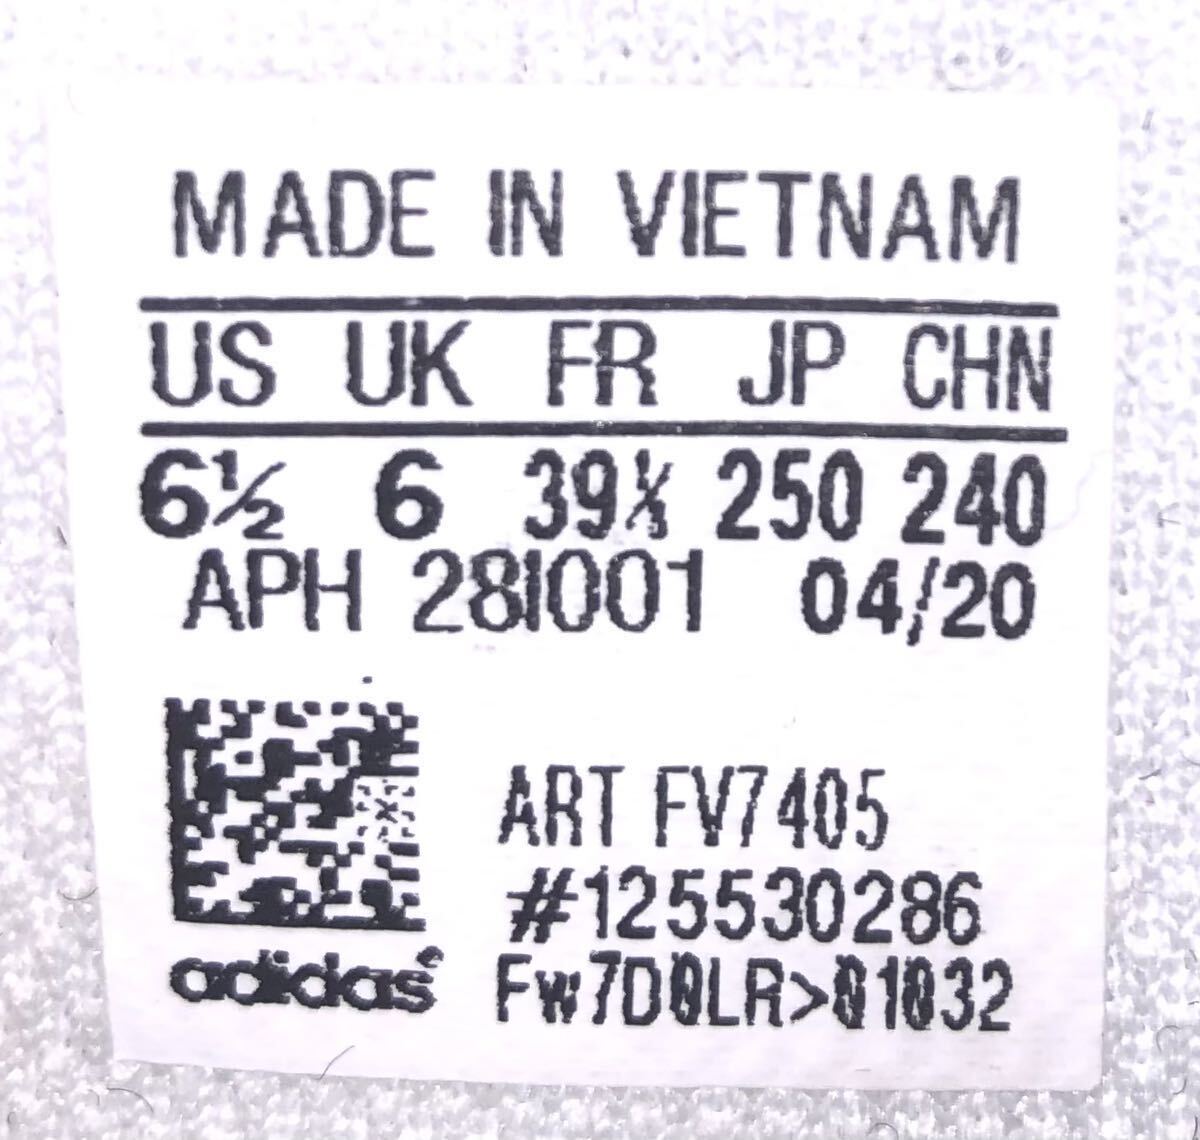 MADE IN VIETNAM
US UK FR JP CHN
6½ 6 39⅓ 250 240
APH 28I001 04/20
ART FV7405
#125530286
adidas® Fw7D0LR>01032